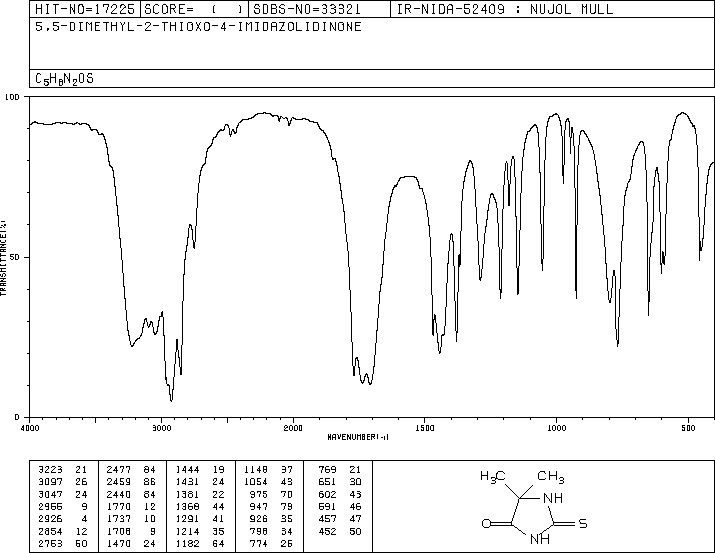 HIT-NO=17225 SCORE= ( ) SDBS-NO=33321 IR-NIDA-52409 : NUJOL MULL
5,5-DIMETHYL-2-THIOXO-4-IMIDAZOLIDINONE
C5H8N2OS
100
50
0
TRANSMITTANCE(%)
4000 3000 2000 1500 1000 500
WAVENUMBER(-1)
3223 21 2477 84 1444 19 1148 37 769 21
3097 26 2459 86 1431 24 1054 43 651 30
3047 24 2440 84 1381 22 975 70 602 43
2966 9 1770 12 1368 44 947 79 591 46
2926 4 1737 10 1291 41 926 35 457 47
2854 12 1708 9 1214 35 798 34 452 50
2753 60 1470 24 1182 64 774 26
H3C CH3
NH
O S
NH